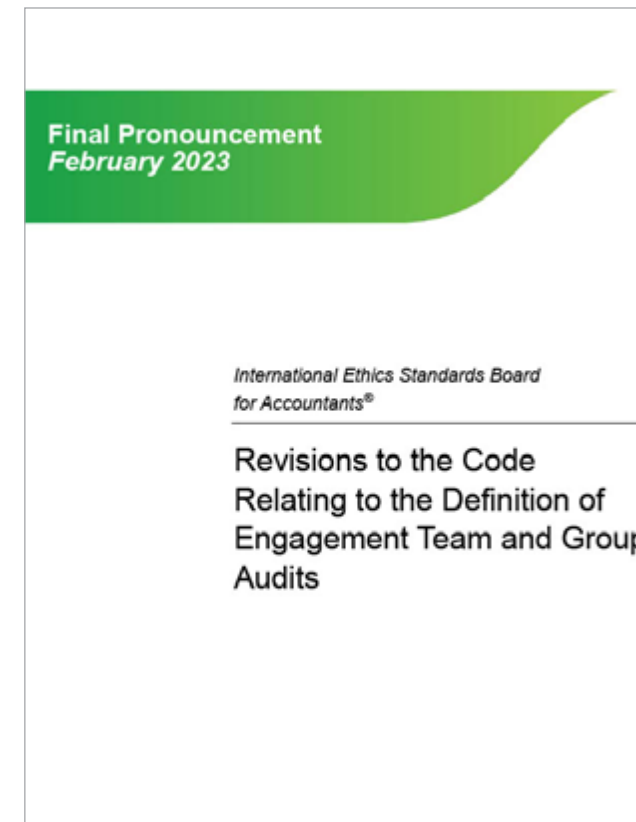 Final Pronouncement
February 2023
International Ethics Standards Board
for Accountants®
Revisions to the Code
Relating to the Definition of
Engagement Team and Group
Audits